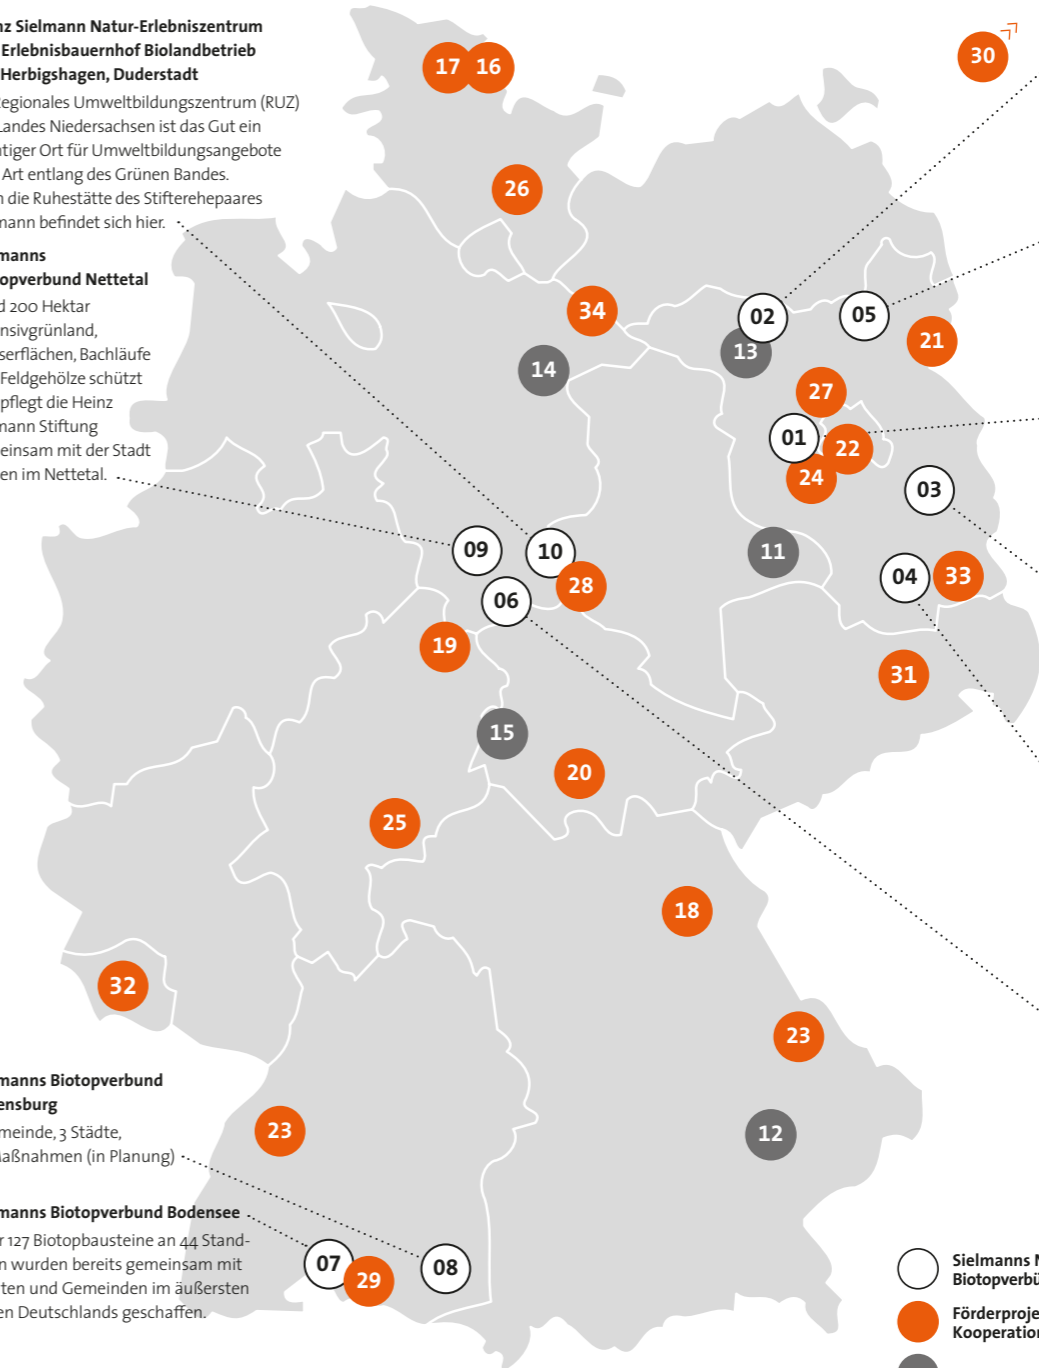 nz Sielmann Natur-Erlebniszentrum
Erlebnisbauernhof Biolandbetrieb
Herbigshagen, Duderstadt
egionales Umweltbildungszentrum (RUZ)
Landes Niedersachsen ist das Gut ein
tiger Ort für Umweltbildungsangebote
Art entlang des Grünen Bandes.
die Ruhestätte des Stifterehepaares
mann befindet sich hier.
manns
opverbund Nettetal
d 200 Hektar
nsivgrünland,
serflächen, Bachläufe
Feldgehölze schützt
pflegt die Heinz
mann Stiftung
einsam mit der Stadt
en im Nettetal.
manns Biotopverbund
ensburg
meinde, 3 Städte,
Maßnahmen (in Planung)
manns Biotopverbund Bodensee
r 127 Biotopbausteine an 44 Stand-
n wurden bereits gemeinsam mit
rten und Gemeinden im äußersten
en Deutschlands geschaffen.
17 16
30
26
34
02
05
13
21
14
27
01
22
24
03
09
10
11
28
04
33
06
19
31
15
20
25
18
32
23
23
12
07
29
08
Sielmanns N
Biotopverbü
Förderproje
Kooperation